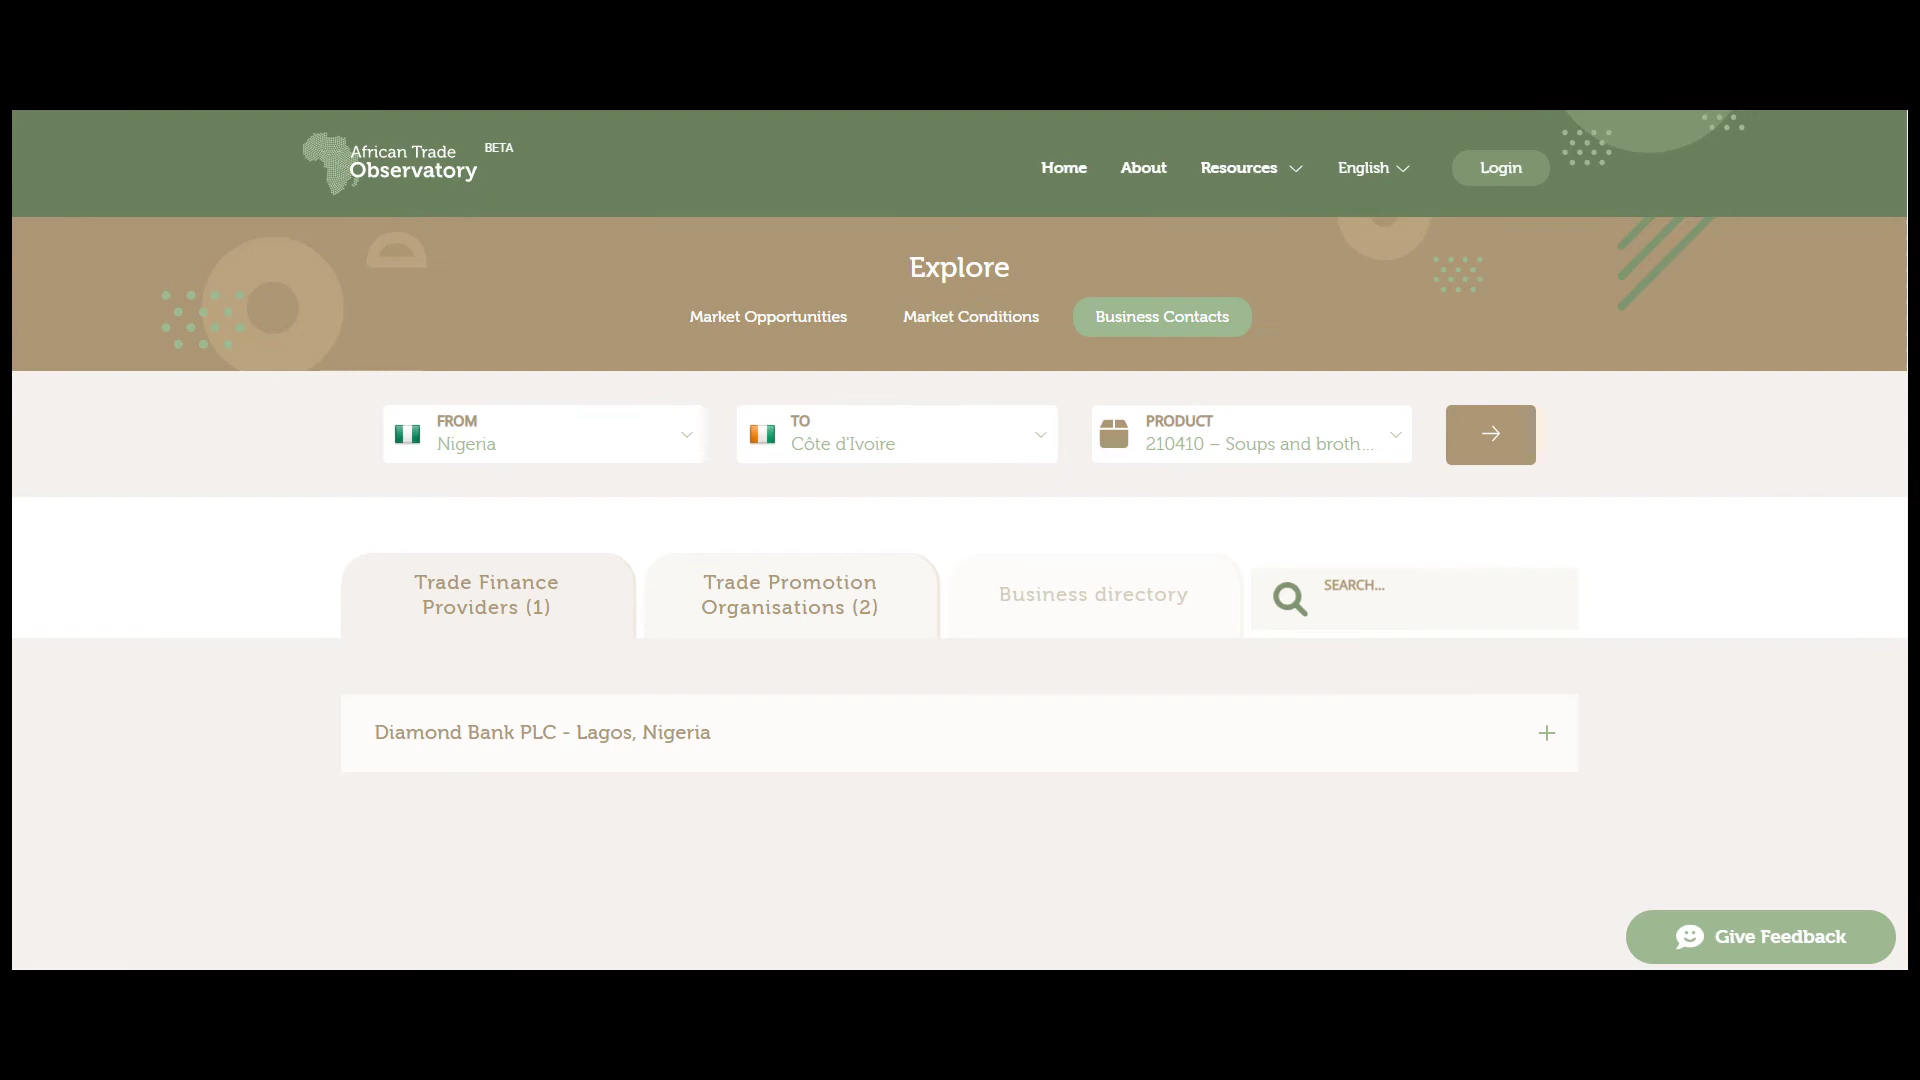 African Trade
Observatory
BETA
Home
About
Resources
English
Login
Explore
Market Opportunities
Market Conditions
Business Contacts
FROM
Nigeria
TO
Côte d'Ivoire
PRODUCT
210410 – Soups and broth...
Trade Finance
Providers (1)
Trade Promotion
Organisations (2)
Business directory
SEARCH...
Diamond Bank PLC - Lagos, Nigeria
Give Feedback